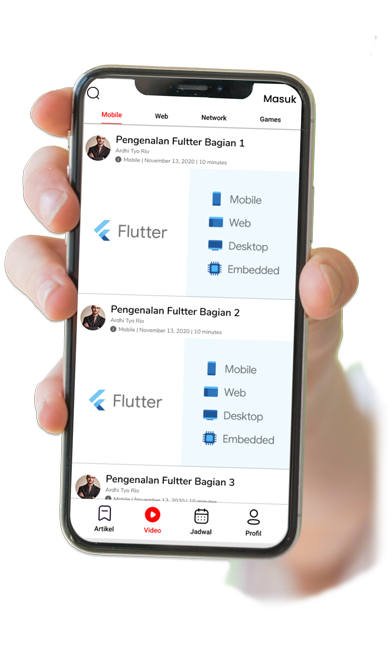 Masuk
Mobile Web Network Games
Pengenalan Fultter Bagian 1
Ardhi Tyo Rio
Mobile | November 13, 2020 | 10 minutes
Flutter
Mobile
Web
Desktop
Embedded
Pengenalan Fultter Bagian 2
Ardhi Tyo Rio
Mobile | November 13, 2020 | 10 minutes
Flutter
Mobile
Web
Desktop
Embedded
Pengenalan Fultter Bagian 3
Ardhi Tyo Rio
Mobile | November 13, 2020 | 10 minutes
Artikel Video Jadwal Profil